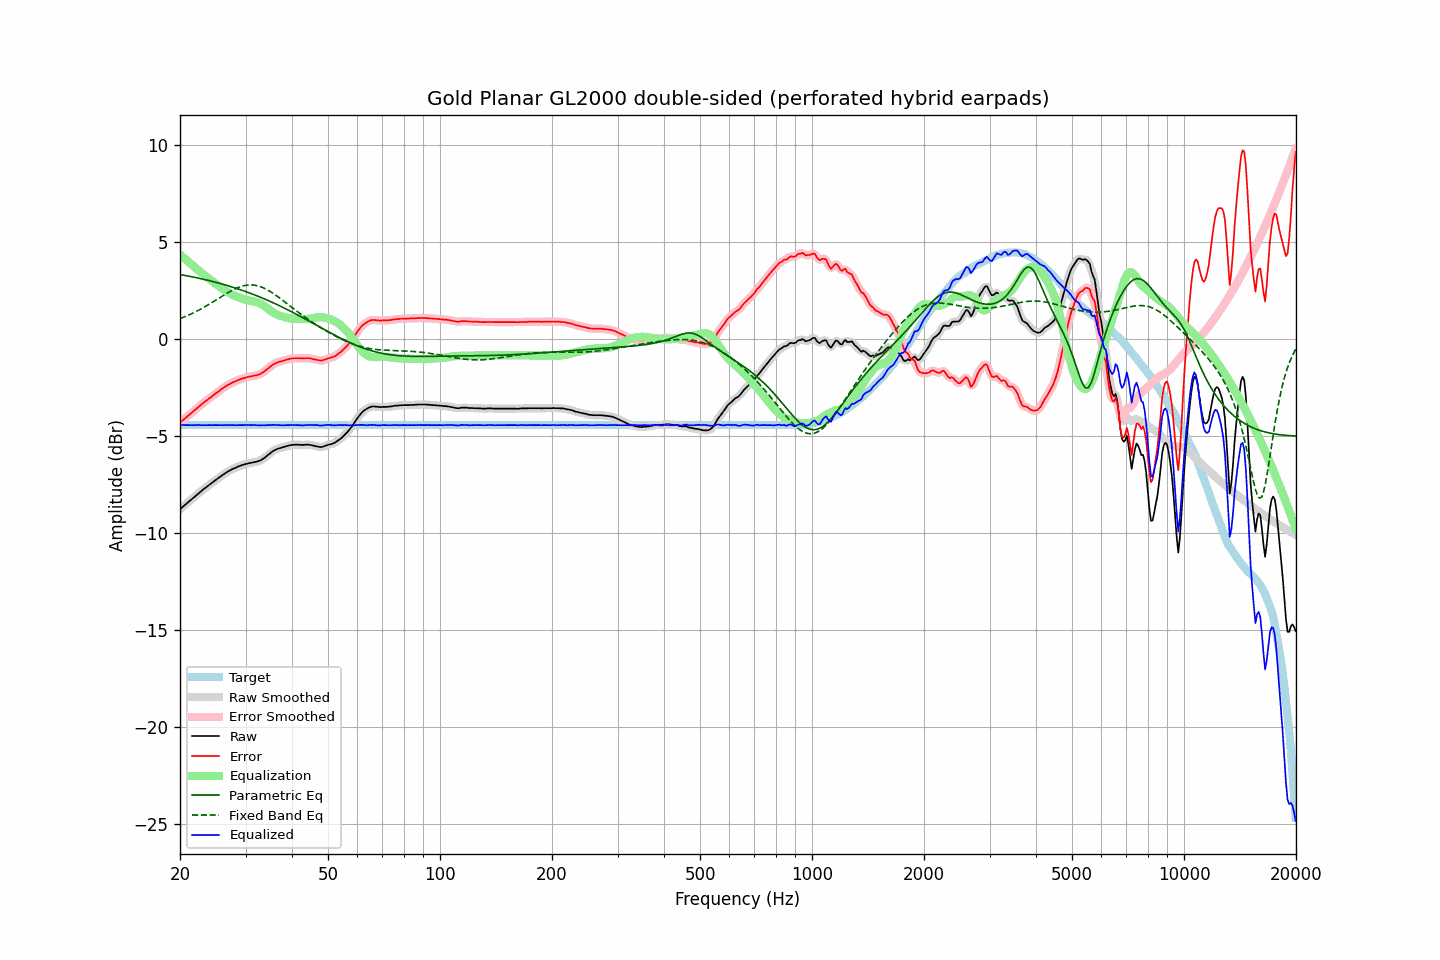 Gold Planar GL2000 double-sided (perforated hybrid earpads)
10
5
0
−5
−10
−15
−20
−25
Amplitude (dBr)
Target
Raw Smoothed
Error Smoothed
Raw
Error
Equalization
Parametric Eq
Fixed Band Eq
Equalized
20 50 100 200 500 1000 2000 5000 10000 20000
Frequency (Hz)